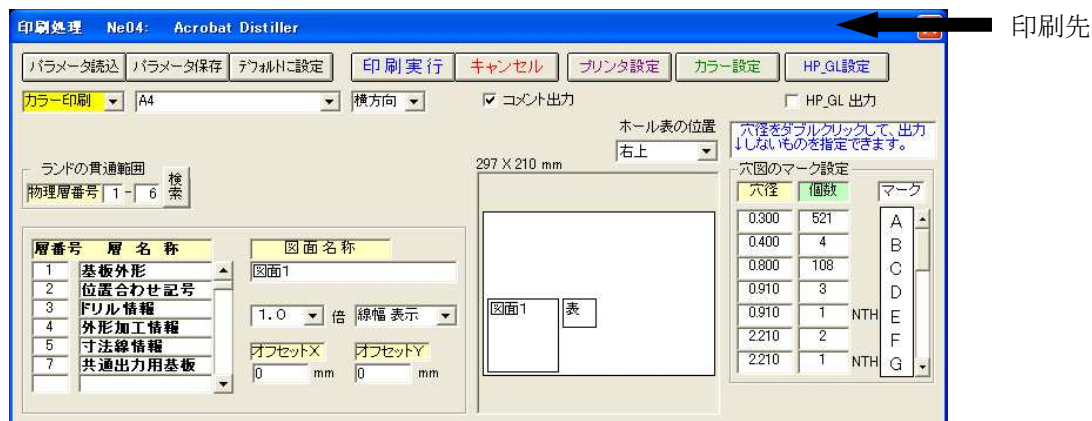 印刷処理 Ne04: Acrobat Distiller
印刷先
パラメータ読込 パラメータ保存 デフォルトに設定 印刷実行 キャンセル プリンタ設定 カラー設定 HP_GL設定
カラー印刷 A4 横方向 コメント出力 HP_GL 出力
ホール表の位置
右上
穴径をダブルクリックして、出力
↓しないものを指定できます。
ランドの貫通範囲
物理層番号 1 - 6 検索
297 X 210 mm
穴図のマーク設定
穴径 個数 マーク
0.300 521 A
0.400 4 B
0.800 108 C
0.910 3 D
0.910 1 NTH E
2.210 2 F
2.210 1 NTH G
層番号 層 名 称
1 基板外形
2 位置合わせ記号
3 ドリル情報
4 外形加工情報
5 寸法線情報
7 共通出力用基板
図面名称
図面1
1.0 倍 線幅 表示
オフセットX オフセットY
0 mm 0 mm
図面1 表